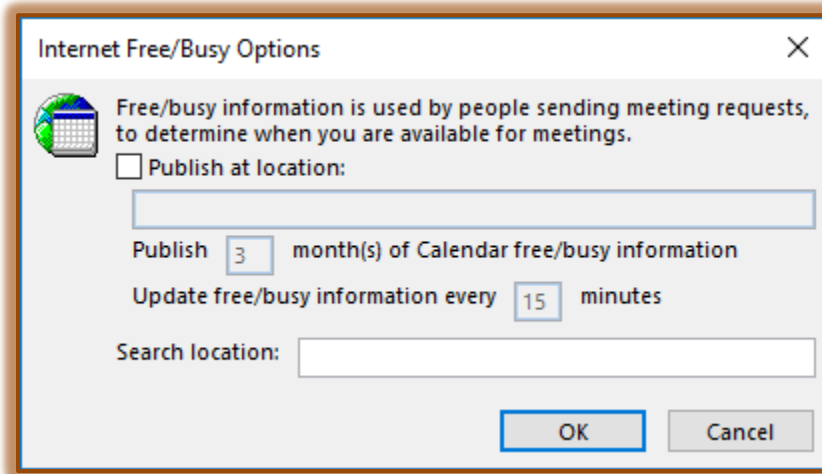 Internet Free/Busy Options
Free/busy information is used by people sending meeting requests,
to determine when you are available for meetings.
Publish at location:
Publish 3 month(s) of Calendar free/busy information
Update free/busy information every 15 minutes
Search location:
OK Cancel